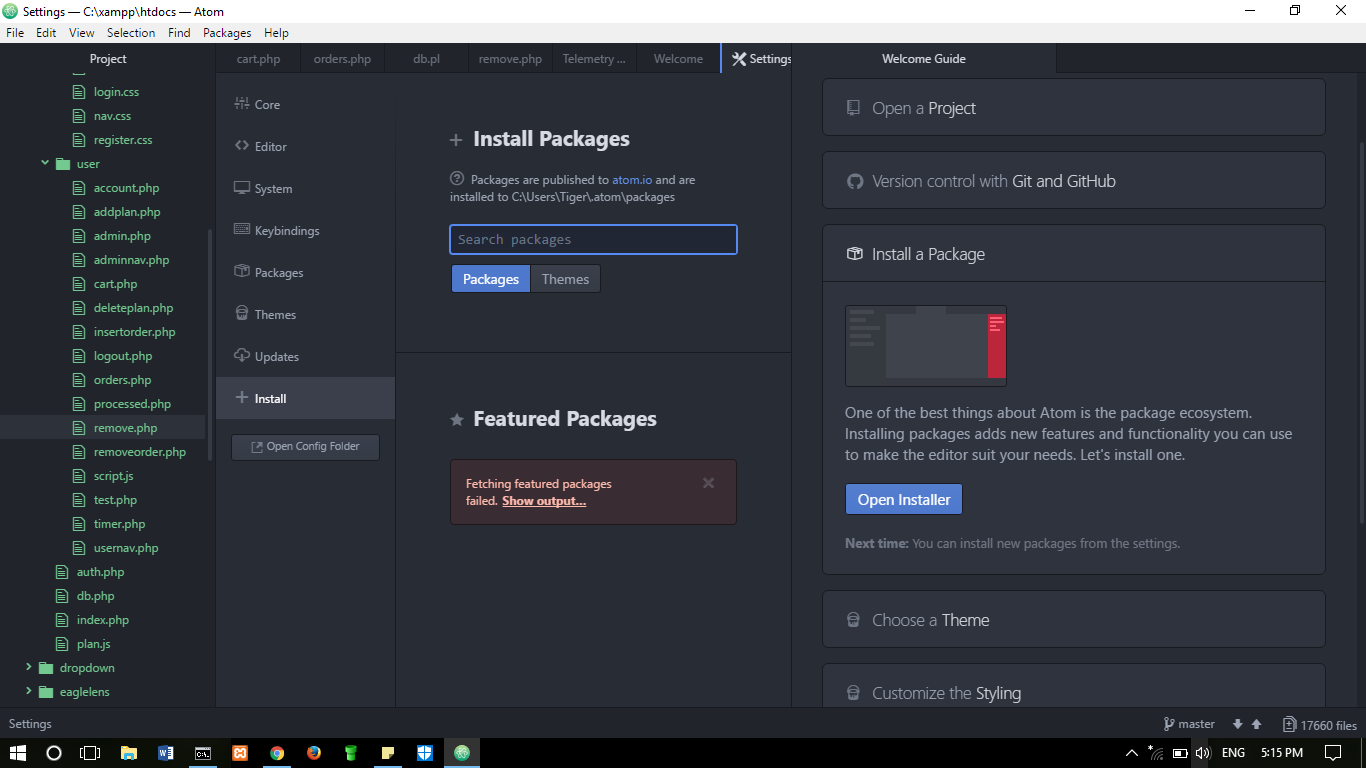 Settings — C:\xampp\htdocs — Atom
File Edit View Selection Find Packages Help
Project
login.css
nav.css
register.css
user
account.php
addplan.php
admin.php
adminnav.php
cart.php
deleteplan.php
insertorder.php
logout.php
orders.php
processed.php
remove.php
removeorder.php
script.js
test.php
timer.php
usernav.php
auth.php
db.php
index.php
plan.js
dropdown
eaglelens
cart.php orders.php db.pl remove.php Telemetry ... Welcome Settings
Core
Editor
System
Keybindings
Packages
Themes
Updates
Install
Open Config Folder
Install Packages
Packages are published to atom.io and are
installed to C:\Users\Tiger\.atom\packages
Search packages
Packages Themes
Featured Packages
Fetching featured packages
failed. Show output...
Welcome Guide
Open a Project
Version control with Git and GitHub
Install a Package
One of the best things about Atom is the package ecosystem.
Installing packages adds new features and functionality you can use
to make the editor suit your needs. Let's install one.
Open Installer
Next time: You can install new packages from the settings.
Choose a Theme
Customize the Styling
Settings
master
17660 files
ENG 5:15 PM